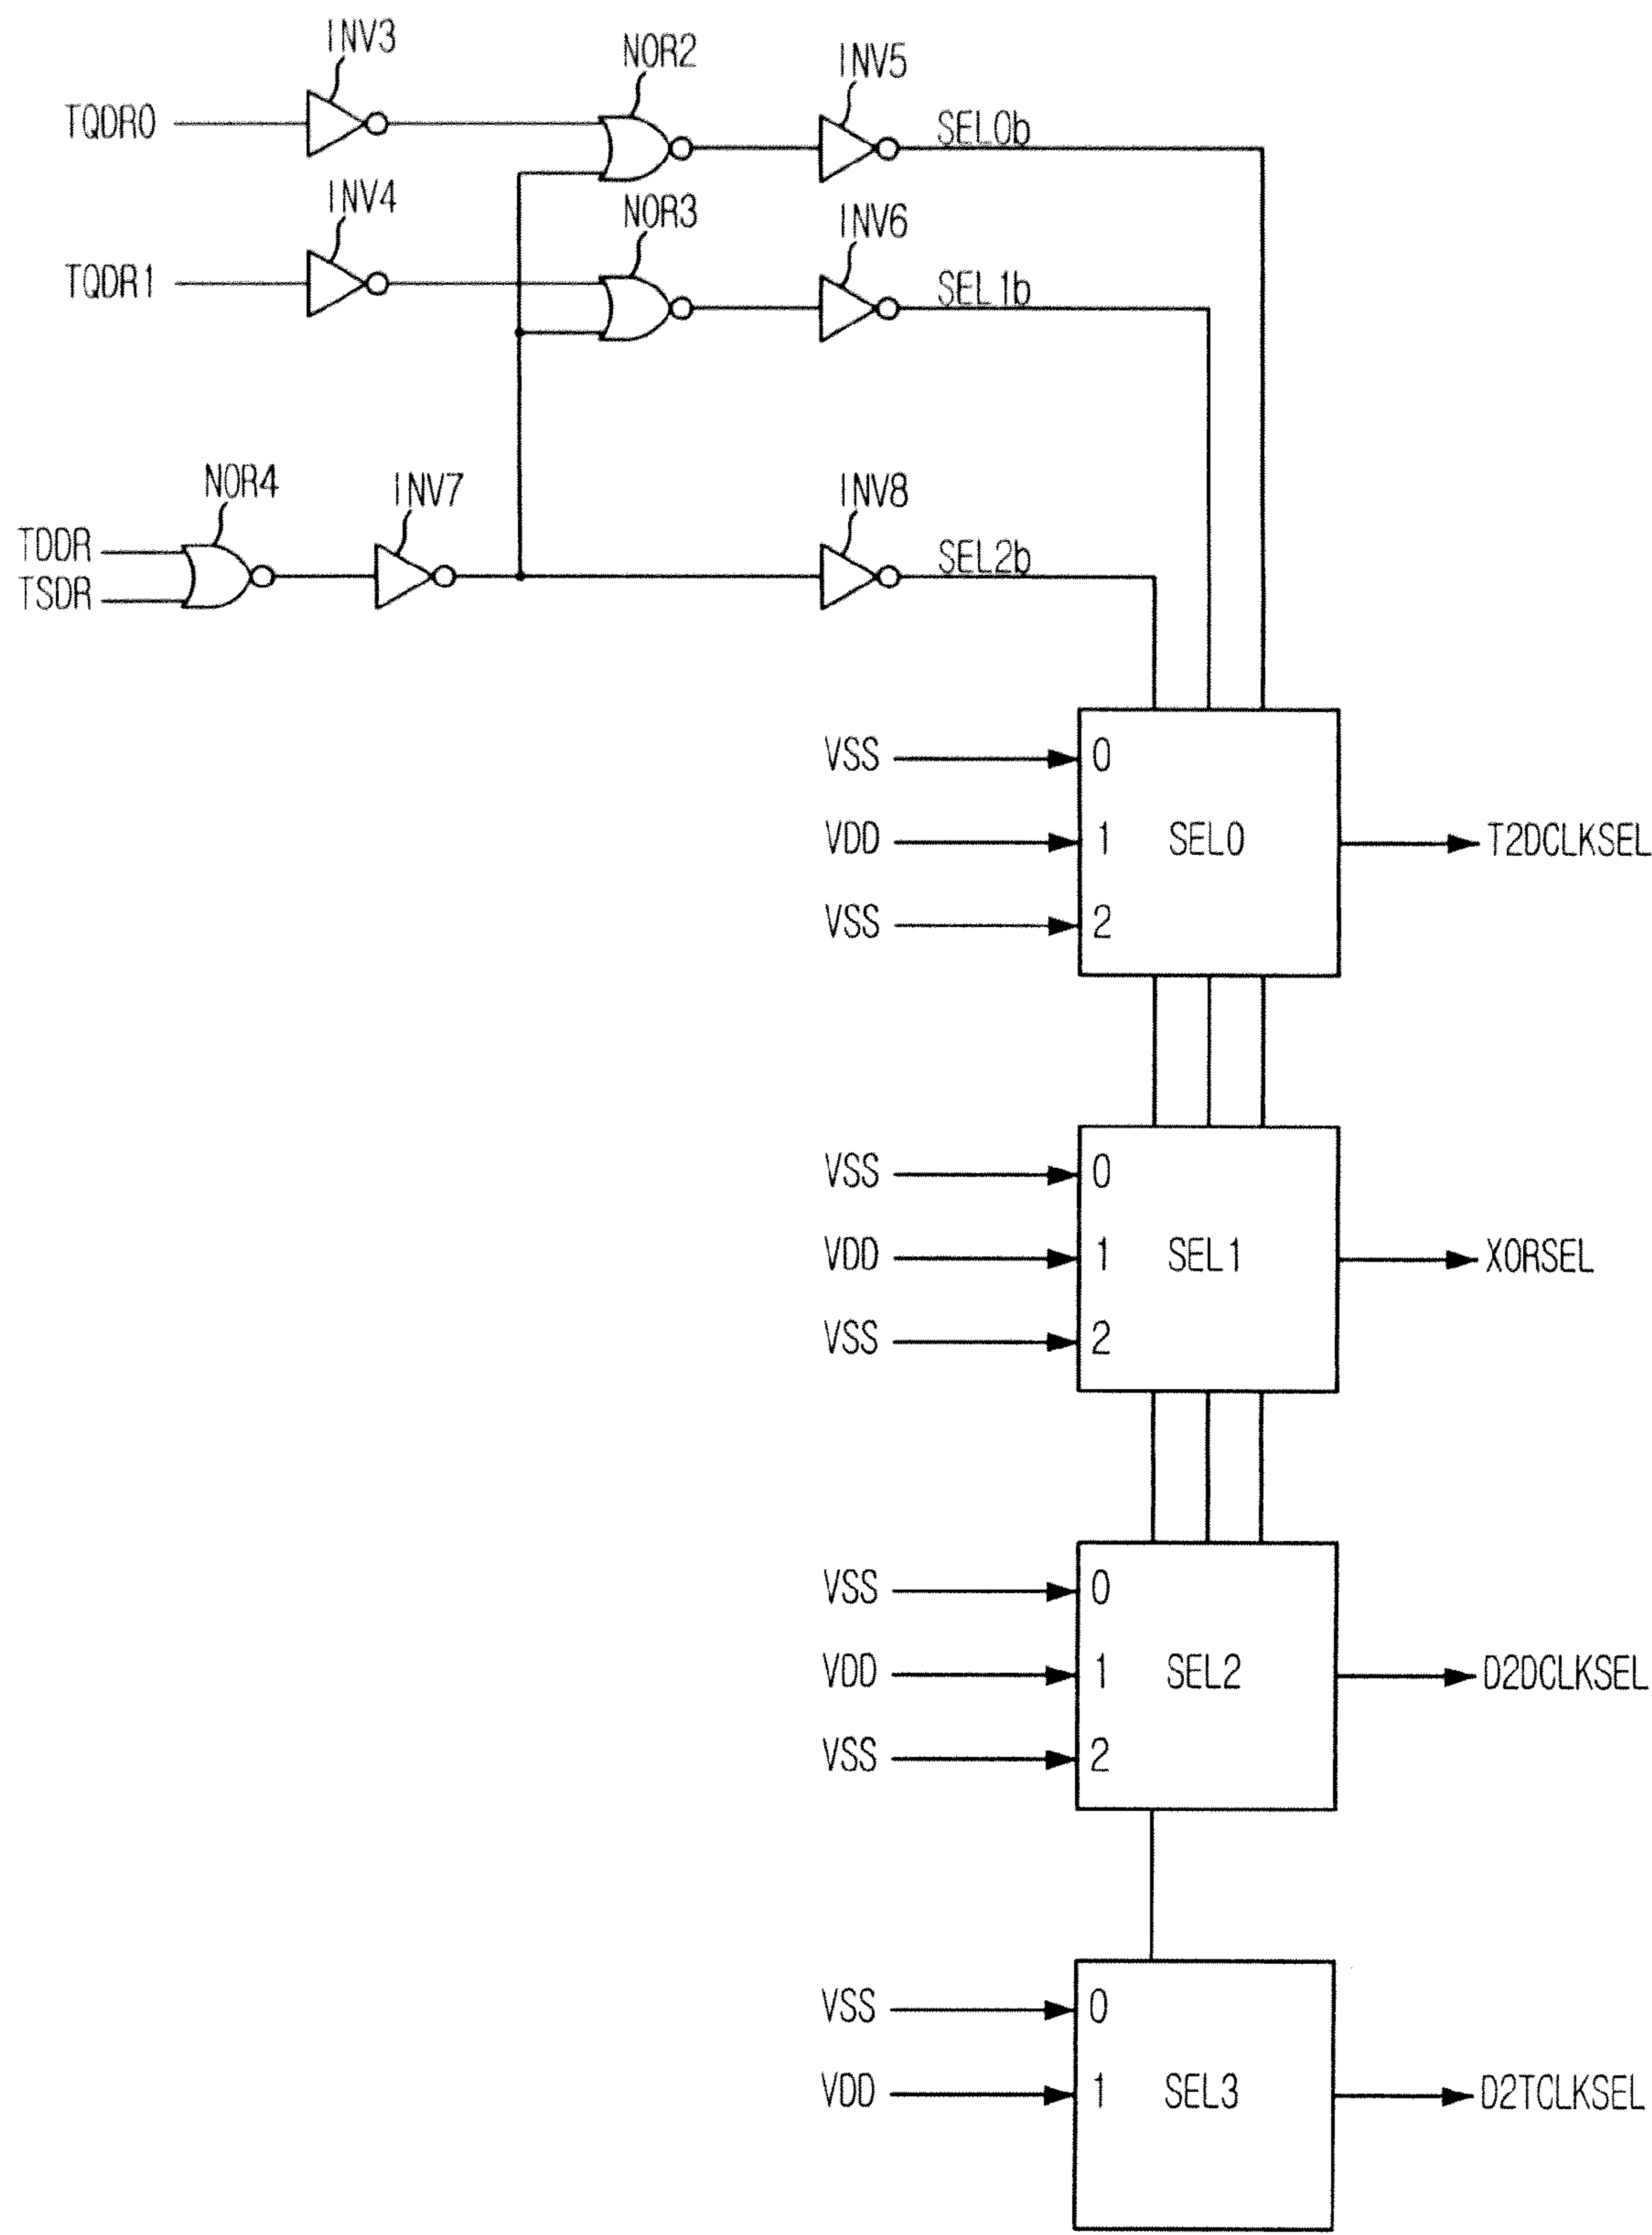 INV3
NOR2
INV5
TQDR0
SEL0b
INV4
NOR3
INV6
TQDR1
SEL1b
NOR4
INV7
INV8
TDDR
SEL2b
TSDR
VSS
0
VDD
1
SEL0
T2DCLKSEL
VSS
2
VSS
0
VDD
1
SEL1
XORSEL
VSS
2
VSS
0
VDD
1
SEL2
D2DCLKSEL
VSS
2
VSS
0
VDD
1
SEL3
D2TCLKSEL